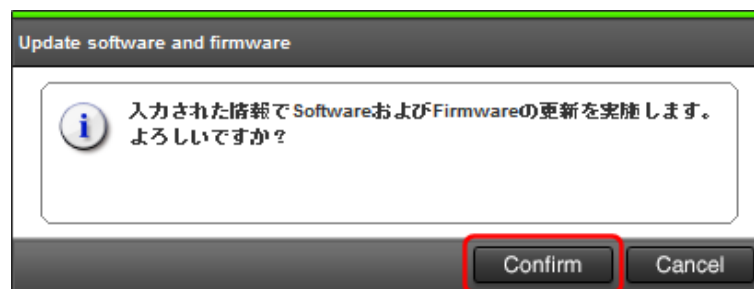 Update software and firmware
入力された情報でSoftwareおよびFirmwareの更新を実施します。
よろしいですか？
Confirm
Cancel